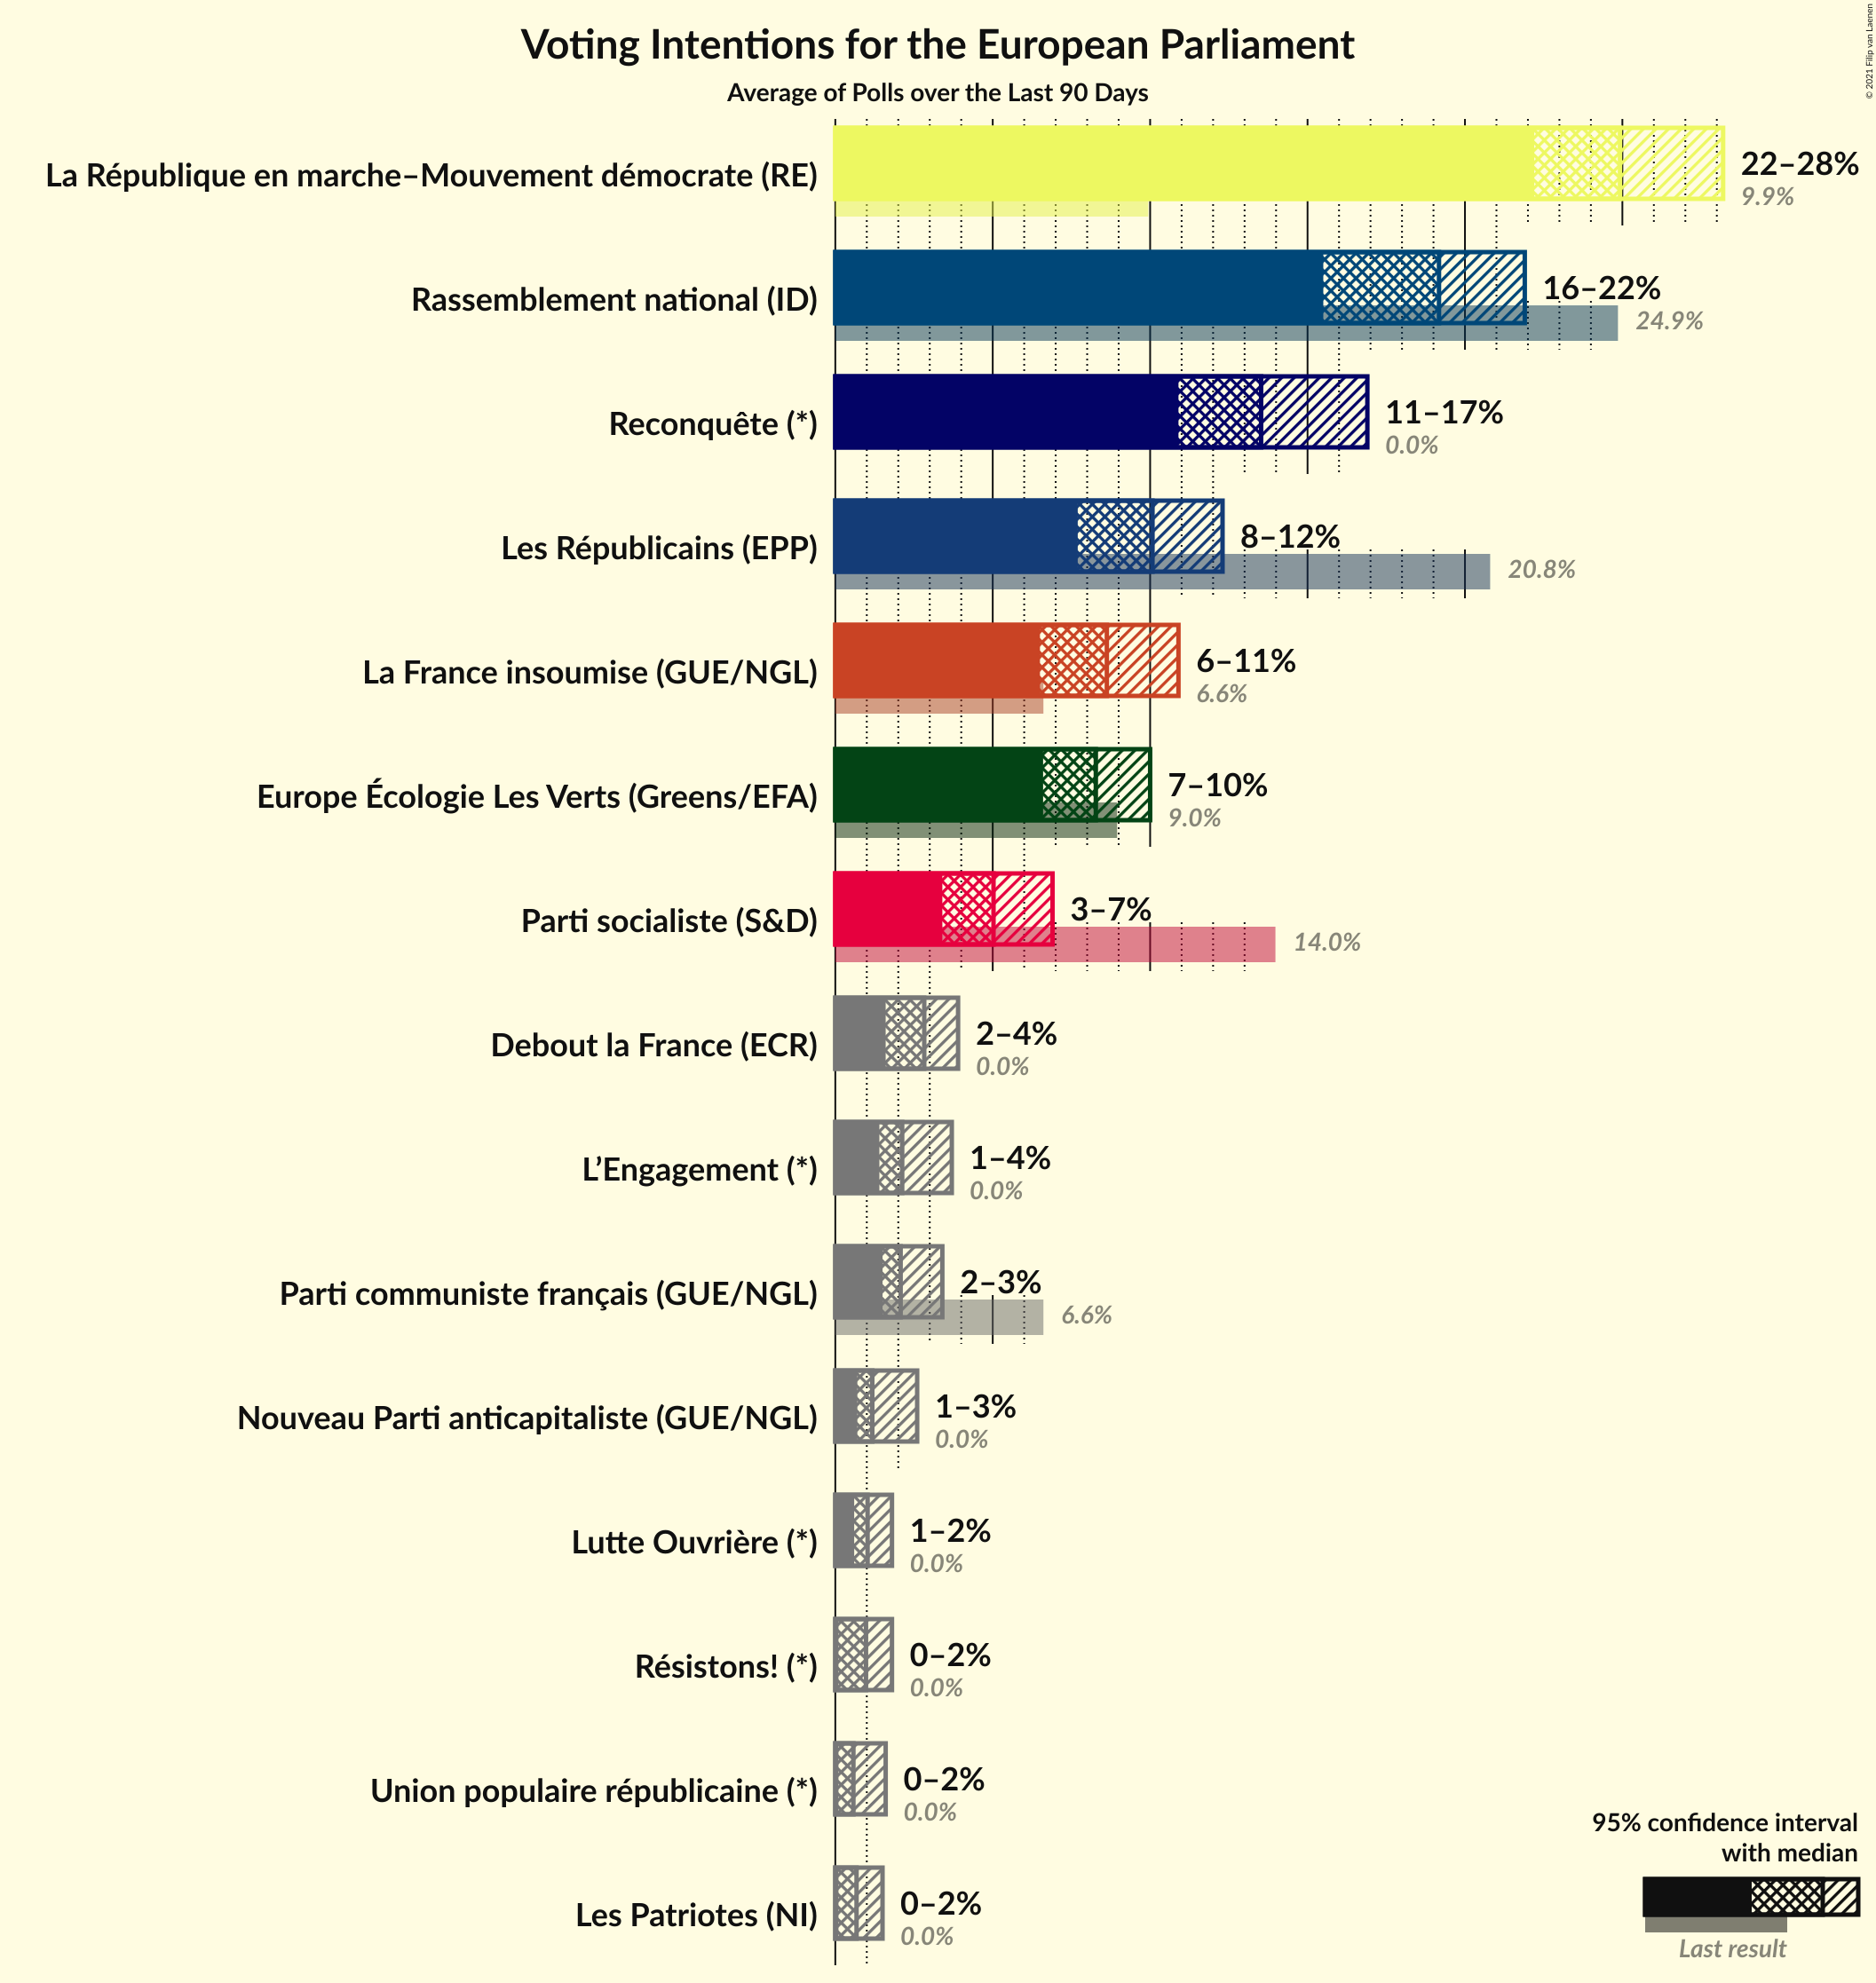 © 2021 Filip van Laenen
Voting Intentions for the European Parliament
Average of Polls over the Last 90 Days
La République en marche–Mouvement démocrate (RE)
22–28%
9.9%
Rassemblement national (ID)
16–22%
24.9%
Reconquête (*)
11–17%
0.0%
Les Républicains (EPP)
8–12%
20.8%
La France insoumise (GUE/NGL)
6–11%
6.6%
Europe Écologie Les Verts (Greens/EFA)
7–10%
9.0%
Parti socialiste (S&D)
3–7%
14.0%
Debout la France (ECR)
2–4%
0.0%
L’Engagement (*)
1–4%
0.0%
Parti communiste français (GUE/NGL)
2–3%
6.6%
Nouveau Parti anticapitaliste (GUE/NGL)
1–3%
0.0%
Lutte Ouvrière (*)
1–2%
0.0%
Résistons! (*)
0–2%
0.0%
Union populaire républicaine (*)
0–2%
0.0%
Les Patriotes (NI)
0–2%
0.0%
95% confidence interval
with median
Last result